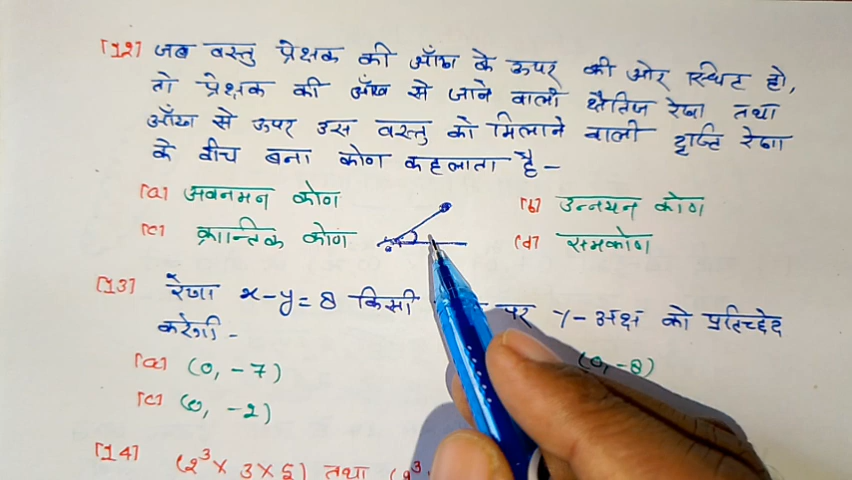 [12] जब वस्तु प्रेक्षक की आँख के ऊपर की ओर स्थित हो,
तो प्रेक्षक की आँख से जाने वाली क्षैतिज रेखा तथा
आँख से ऊपर उस वस्तु को मिलाने वाली दृष्टि रेखा
के बीच बना कोण कहलाता है –
(a) अवनमन कोण (b) उन्नयन कोण
(c) क्रान्तिक कोण (d) समकोण
[13] रेखा x-y=8 किसी पर y-अक्ष को प्रतिच्छेद
करेगी -
(a) (0, -7) (0, -8)
(c) (0, -2)
[14] (2³ × 3 × 5) तथा (2³